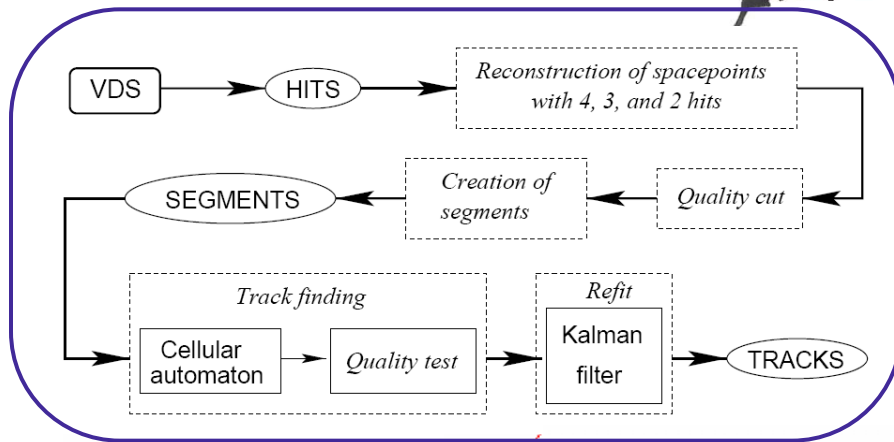 VDS
HITS
Reconstruction of spacepoints
with 4, 3, and 2 hits
SEGMENTS
Creation of
segments
Quality cut
Track finding
Cellular
automaton
Quality test
Refit
Kalman
filter
TRACKS